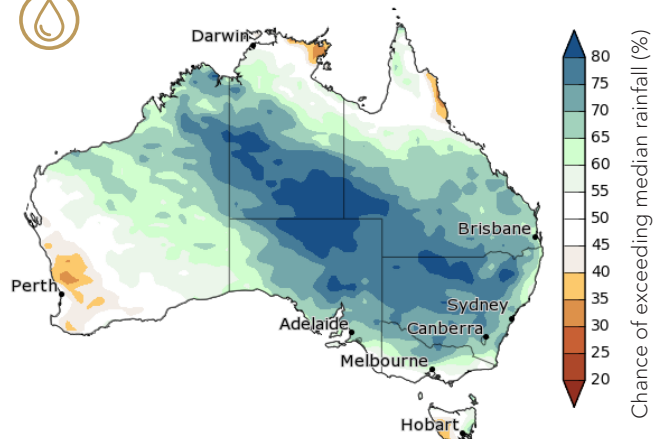 Darwin
Brisbane
Perth
Sydney
Adelaide
Canberra
Melbourne
Hobart
80
75
70
65
60
55
50
45
40
35
30
25
20
Chance of exceeding median rainfall (%)